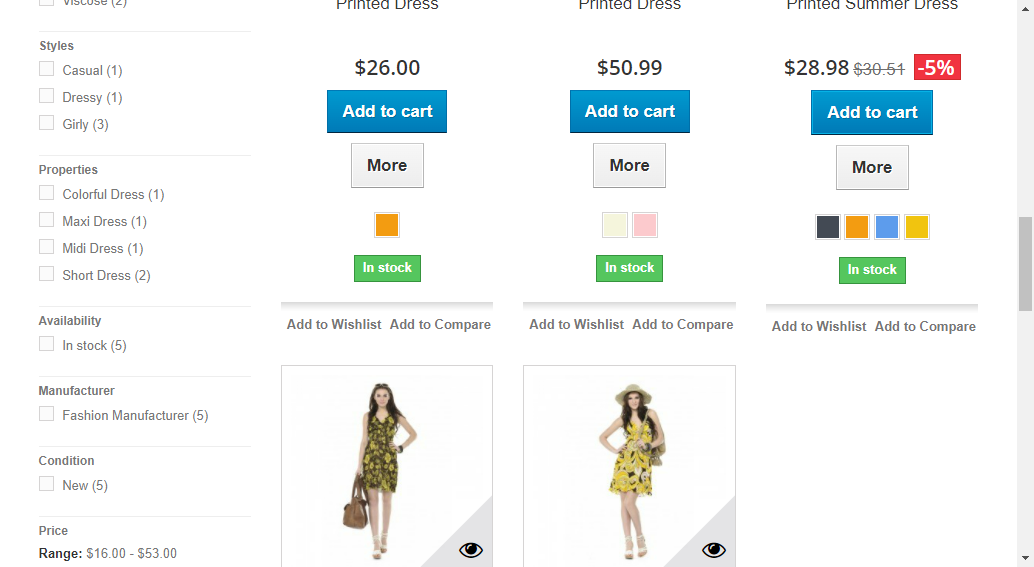 Viscose (2)
Styles
Casual (1)
Dressy (1)
Girly (3)
Properties
Colorful Dress (1)
Maxi Dress (1)
Midi Dress (1)
Short Dress (2)
Availability
In stock (5)
Manufacturer
Fashion Manufacturer (5)
Condition
New (5)
Price
Range: $16.00 - $53.00
Printed Dress
$26.00
Add to cart
More
In stock
Add to Wishlist Add to Compare
Printed Dress
$50.99
Add to cart
More
In stock
Add to Wishlist Add to Compare
Printed Summer Dress
$28.98 $30.51 -5%
Add to cart
More
In stock
Add to Wishlist Add to Compare